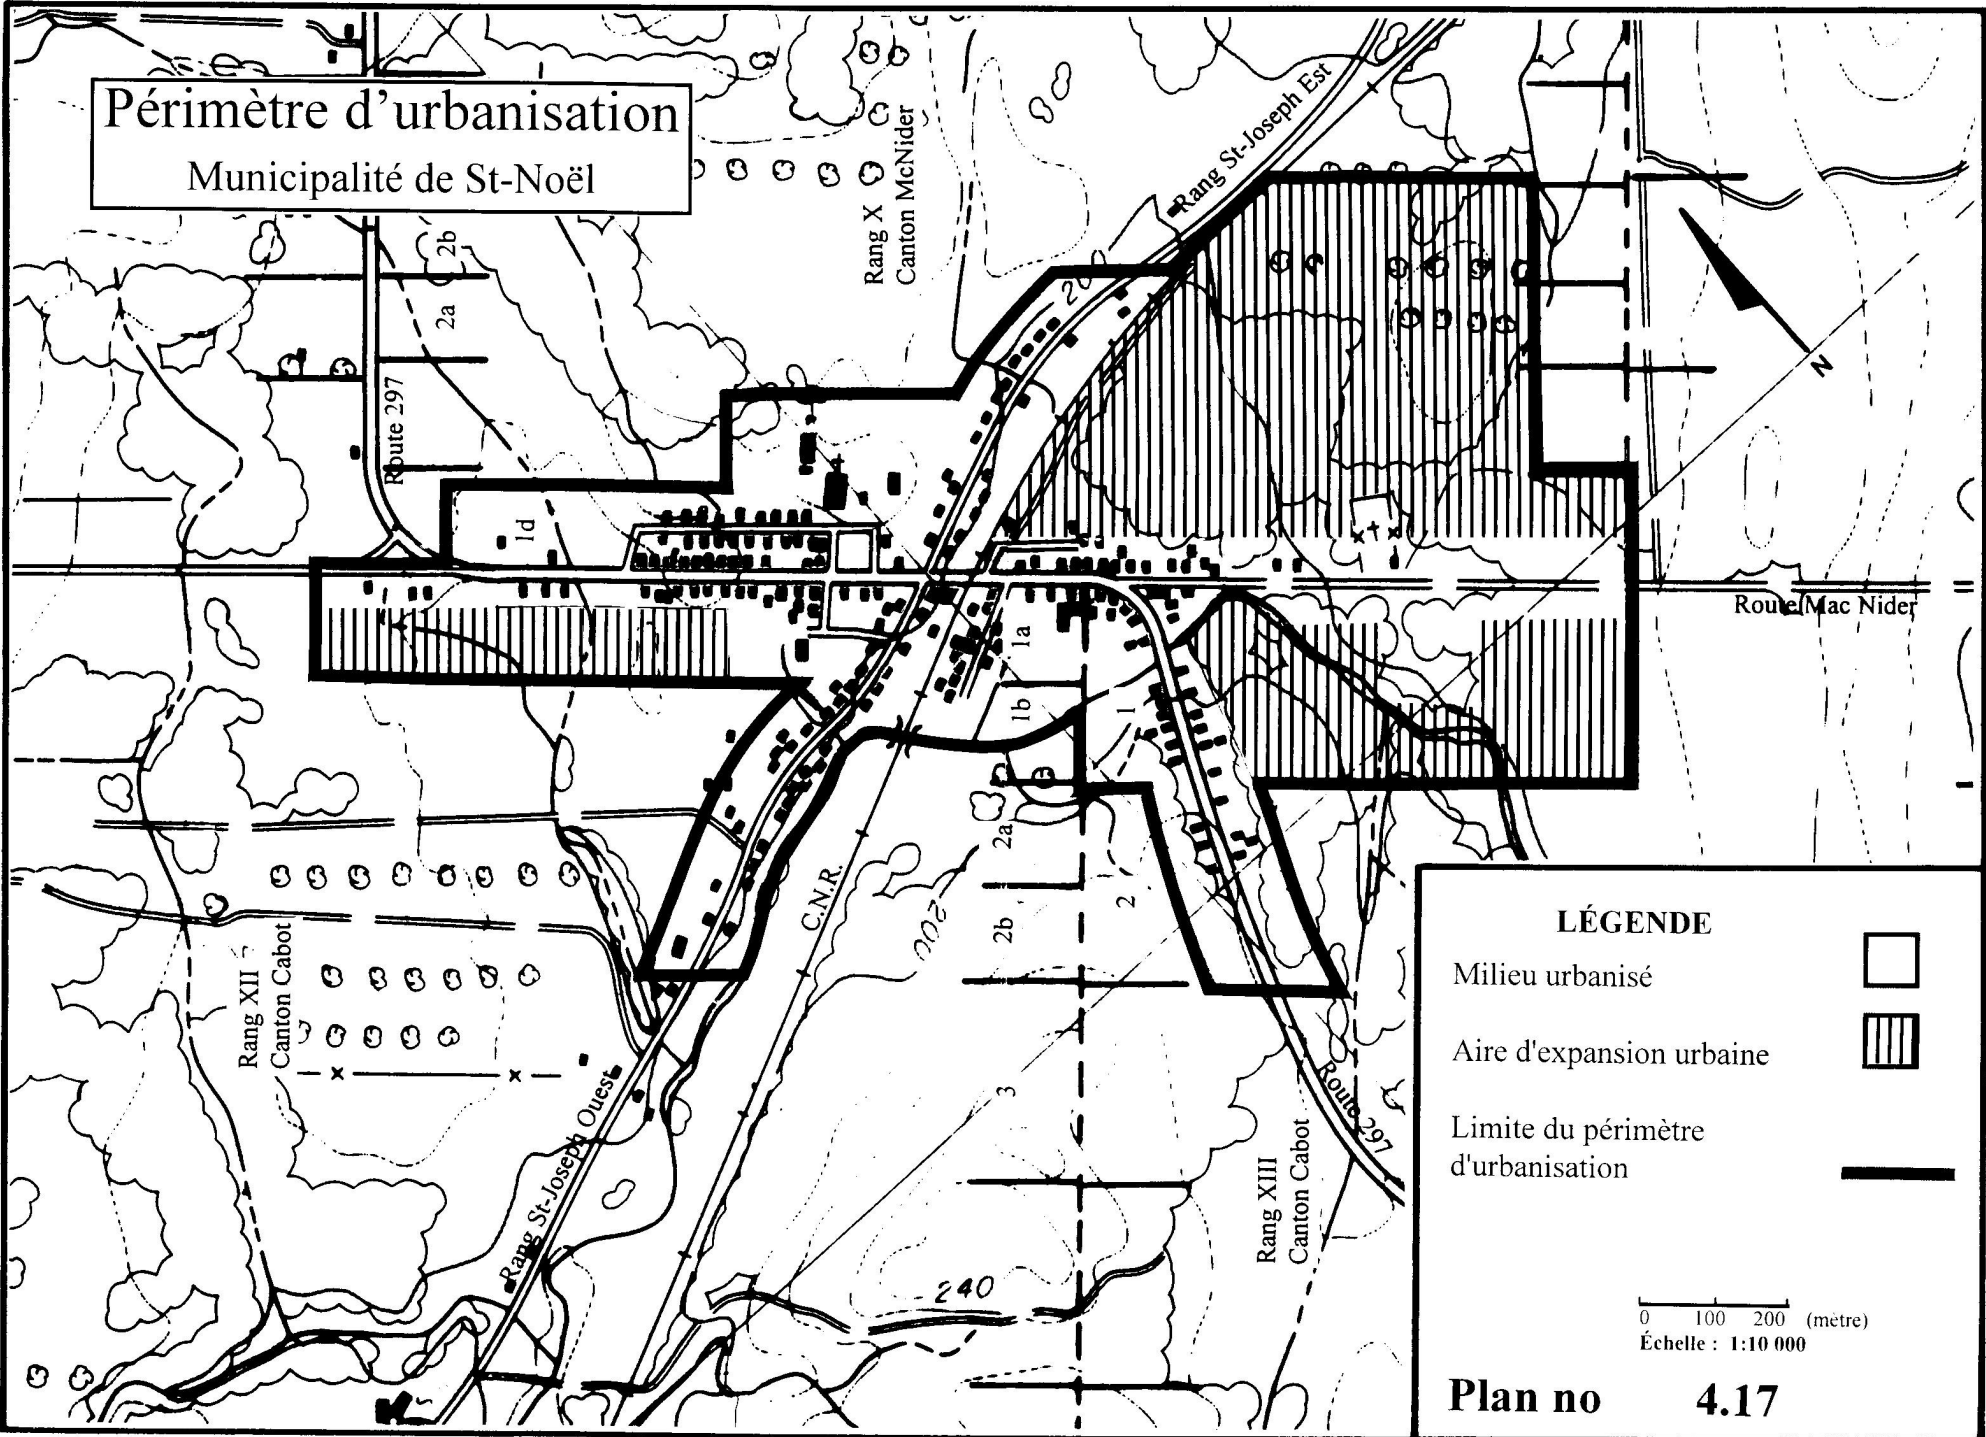 Périmètre d'urbanisation
Municipalité de St-Noël
Rang X
Canton McNider
Rang St-Joseph Est
2b
2a
Route 297
1d
N
Route Mac Nider
1a
1b
1
2a
2
2b
3
C.N.R.
200
240
Rang XII
Canton Cabot
Rang St-Joseph Ouest
Rang XIII
Canton Cabot
Route 297
LÉGENDE
Milieu urbanisé
Aire d'expansion urbaine
Limite du périmètre
d'urbanisation
0 100 200 (mètre)
Échelle : 1:10 000
Plan no 4.17